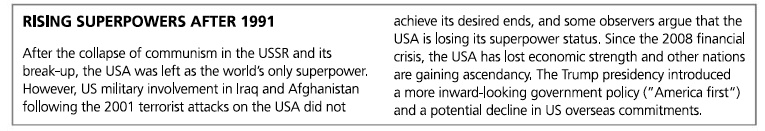 RISING SUPERPOWERS AFTER 1991
After the collapse of communism in the USSR and its
break-up, the USA was left as the world's only superpower.
However, US military involvement in Iraq and Afghanistan
following the 2001 terrorist attacks on the USA did not
achieve its desired ends, and some observers argue that the
USA is losing its superpower status. Since the 2008 financial
crisis, the USA has lost economic strength and other nations
are gaining ascendancy. The Trump presidency introduced
a more inward-looking government policy ("America first")
and a potential decline in US overseas commitments.